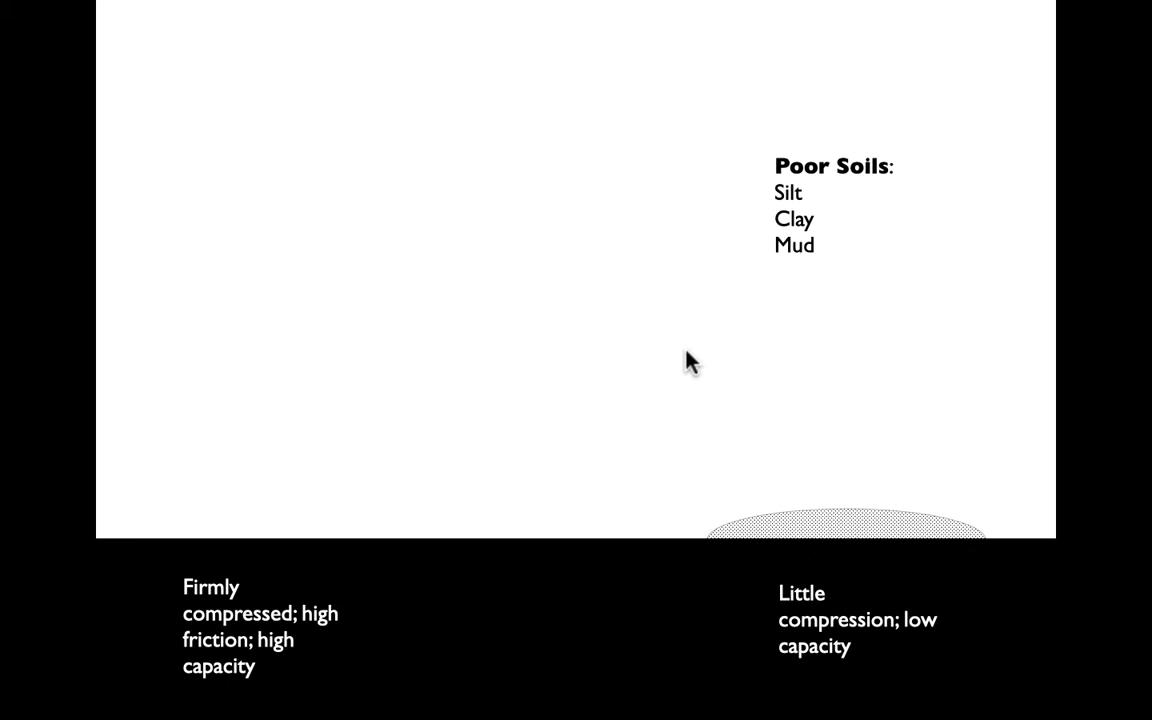 Poor Soils:
Silt
Clay
Mud
Firmly
compressed; high
friction; high
capacity
Little
compression; low
capacity